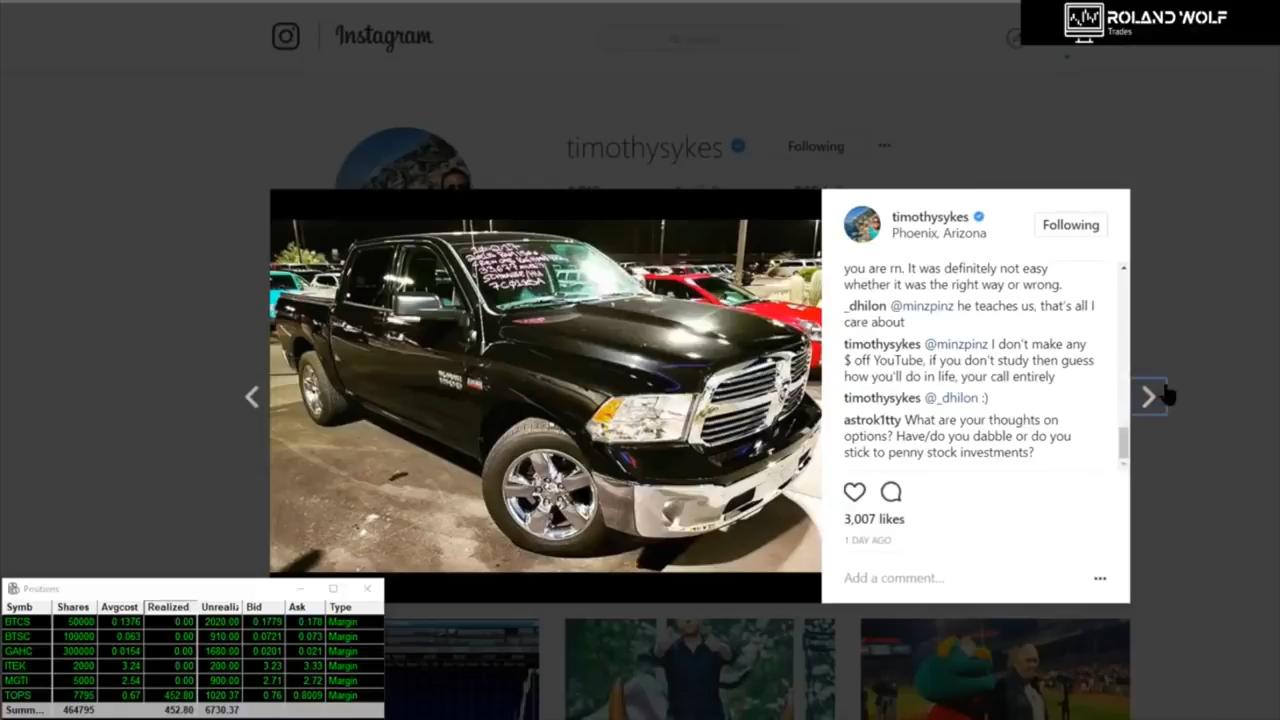 ROLAND WOLF
Trades
Instagram
timothysykes
Following
timothysykes
Following
Phoenix, Arizona
you are rn. It was definitely not easy
whether it was the right way or wrong.
_dhilon @minzpinz he teaches us, that's all I
care about
timothysykes @minzpinz I don't make any
$ off YouTube, if you don't study then guess
how you'll do in life, your call entirely
timothysykes @_dhilon :)
astrok1tty What are your thoughts on
options? Have/do you dabble or do you
stick to penny stock investments?
3,007 likes
1 DAY AGO
Add a comment...
Positions
Symb Shares Avgcost Realized Unreali Bid Ask Type
BTCS 50000 0.1376 0.00 2020.00 0.1779 0.178 Margin
BTSC 100000 0.063 0.00 910.00 0.0721 0.073 Margin
GAHC 300000 0.0154 0.00 1680.00 0.0201 0.021 Margin
ITEK 2000 3.24 0.00 200.00 3.23 3.33 Margin
MGTI 5000 2.54 0.00 900.00 2.71 2.72 Margin
TOPS 7795 0.67 452.80 1020.37 0.76 0.8009 Margin
Summ... 464795 452.80 6730.37